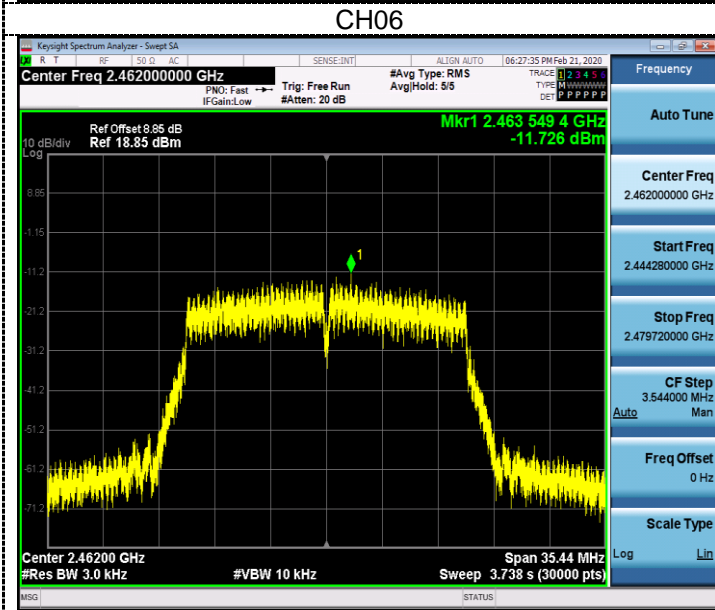 CH06
Keysight Spectrum Analyzer - Swept SA
LXI R T RF 50 Ω AC SENSE:INT ALIGN AUTO 06:27:35 PM Feb 21, 2020
Center Freq 2.462000000 GHz
PNO: Fast
IFGain:Low
Trig: Free Run
#Atten: 20 dB
#Avg Type: RMS
Avg|Hold: 5/5
TRACE 1 2 3 4 5 6
TYPE MWWWWW
DET P P P P P P
Mkr1 2.463 549 4 GHz
-11.726 dBm
Ref Offset 8.85 dB
10 dB/div Ref 18.85 dBm
Log
8.85
-1.15
1
-11.2
-21.2
-31.2
-41.2
-51.2
-61.2
-71.2
Center 2.46200 GHz Span 35.44 MHz
#Res BW 3.0 kHz #VBW 10 kHz Sweep 3.738 s (30000 pts)
MSG STATUS
Frequency
Auto Tune
Center Freq
2.462000000 GHz
Start Freq
2.444280000 GHz
Stop Freq
2.479720000 GHz
CF Step
3.544000 MHz
Auto Man
Freq Offset
0 Hz
Scale Type
Log Lin